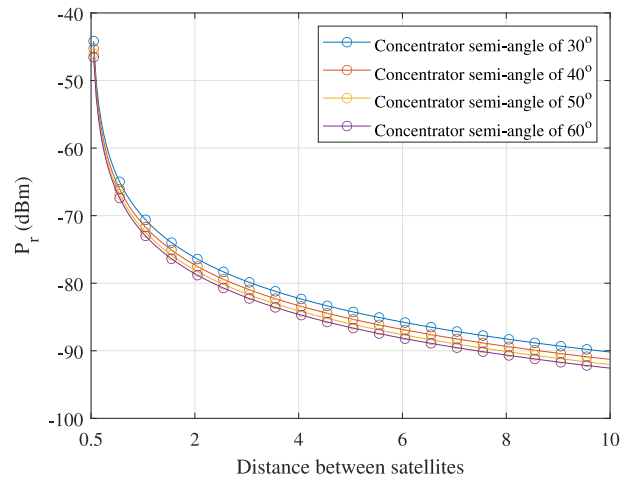 -40
-50
-60
-70
-80
-90
-100
P_r (dBm)
Concentrator semi-angle of 30°
Concentrator semi-angle of 40°
Concentrator semi-angle of 50°
Concentrator semi-angle of 60°
0.5 2 4 6 8 10
Distance between satellites